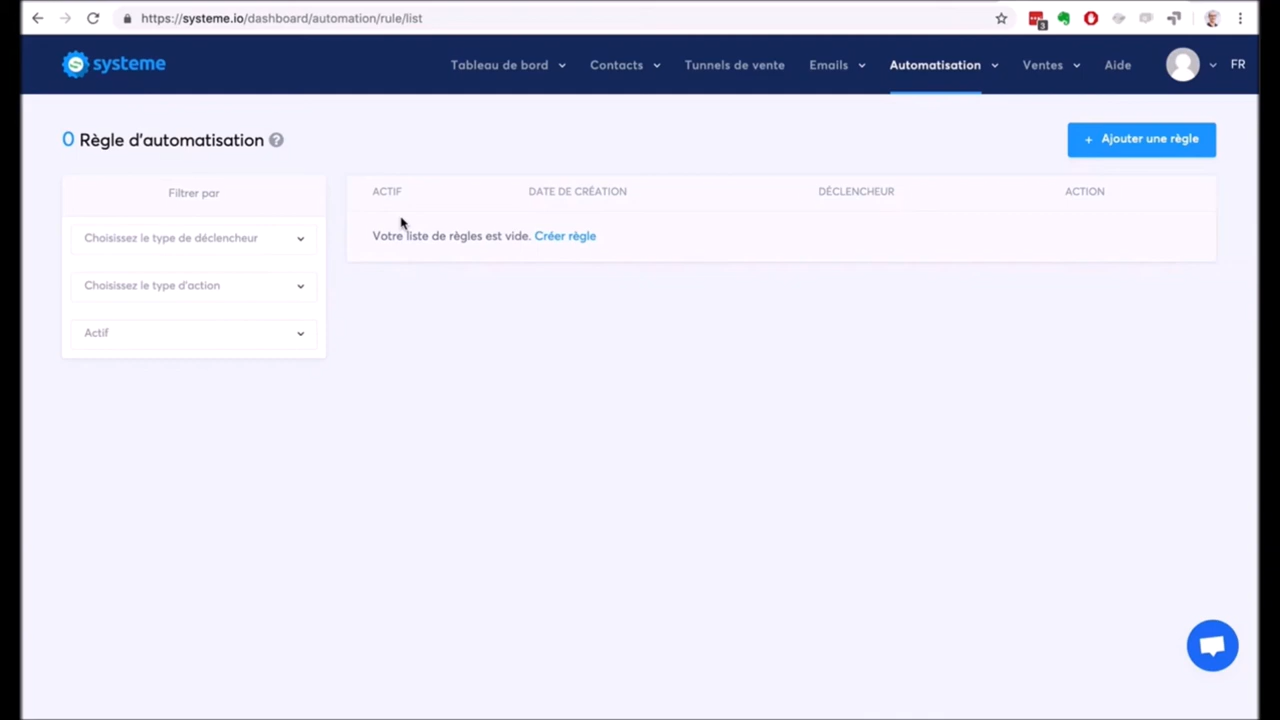 https://systeme.io/dashboard/automation/rule/list
3
systeme
Tableau de bord
Contacts
Tunnels de vente
Emails
Automatisation
Ventes
Aide
FR
0 Règle d'automatisation ?
+ Ajouter une règle
Filtrer par
Choisissez le type de déclencheur
Choisissez le type d'action
Actif
ACTIF
DATE DE CRÉATION
DÉCLENCHEUR
ACTION
Votre liste de règles est vide. Créer règle